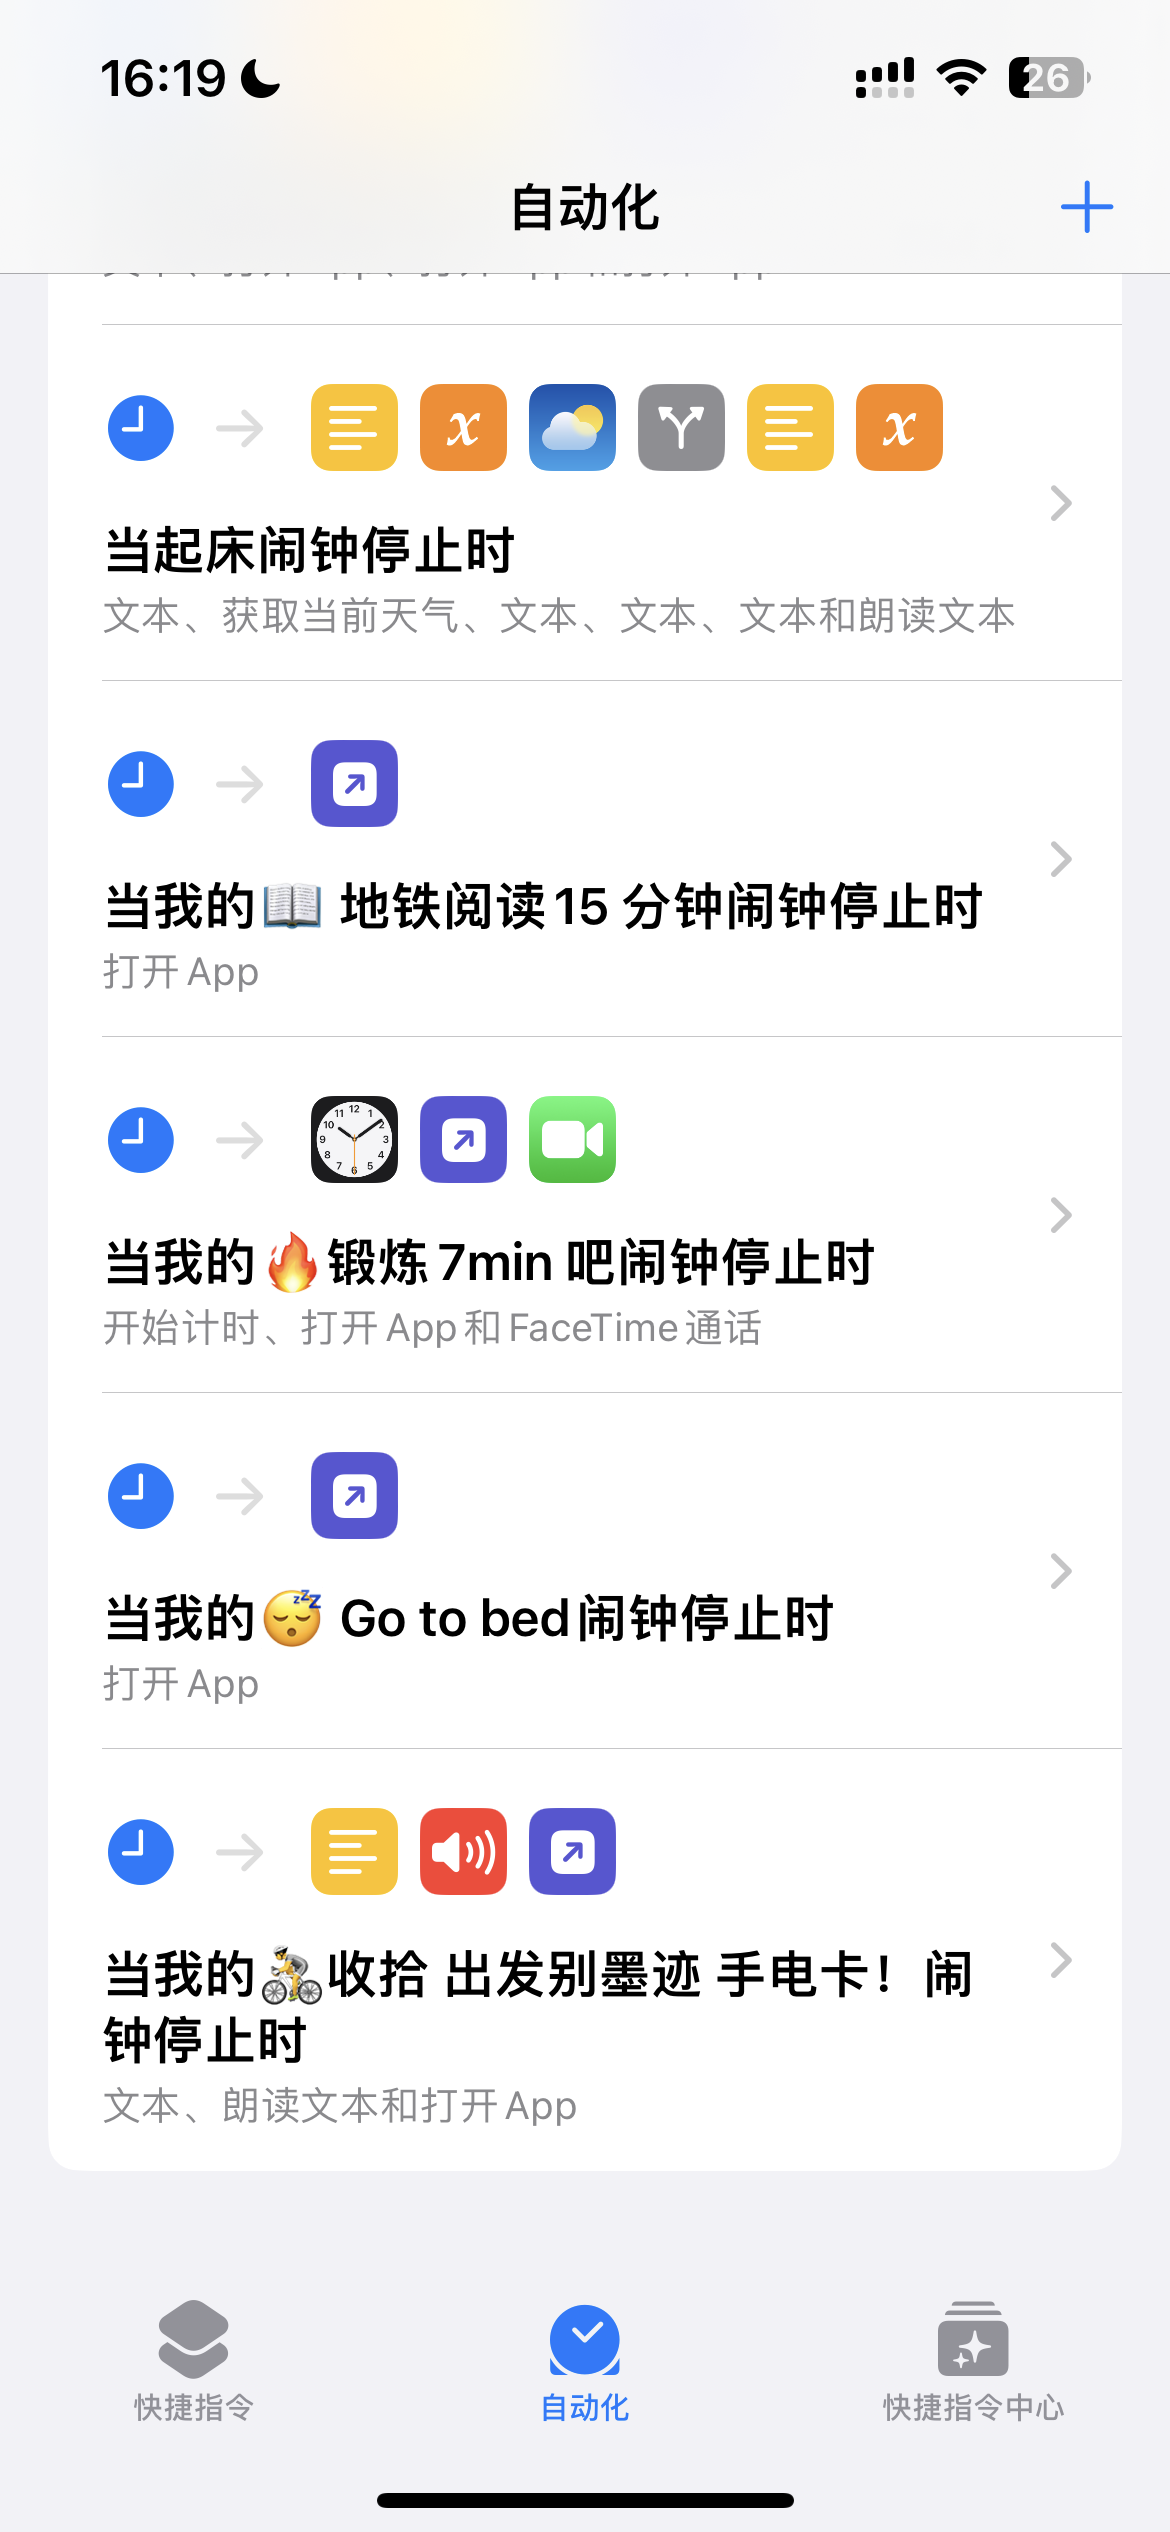 16:19
26
自动化
当起床闹钟停止时
文本、获取当前天气、文本、文本、文本和朗读文本
当我的📖 地铁阅读15 分钟闹钟停止时
打开 App
当我的🔥锻炼 7min 吧闹钟停止时
开始计时、打开 App 和 FaceTime 通话
当我的😴 Go to bed闹钟停止时
打开 App
当我的🚴收拾 出发别墨迹 手电卡！闹
钟停止时
文本、朗读文本和打开 App
快捷指令
自动化
快捷指令中心